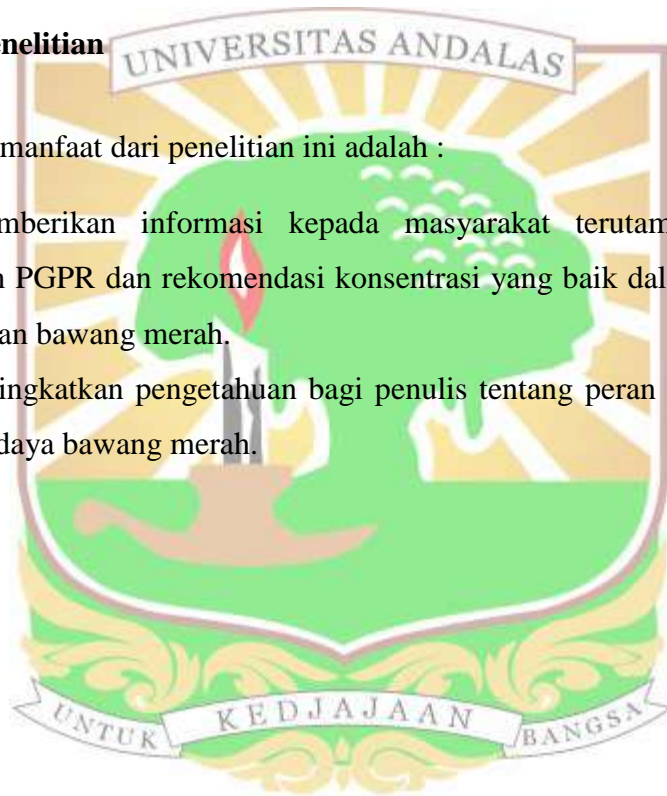 enelitian
UNIVERSITAS ANDALAS
manfaat dari penelitian ini adalah :
mberikan informasi kepada masyarakat terutam
PGPR dan rekomendasi konsentrasi yang baik dal
an bawang merah.
ingkatkan pengetahuan bagi penulis tentang peran
daya bawang merah.
UNTUK KEDJAJAAN BANGSA